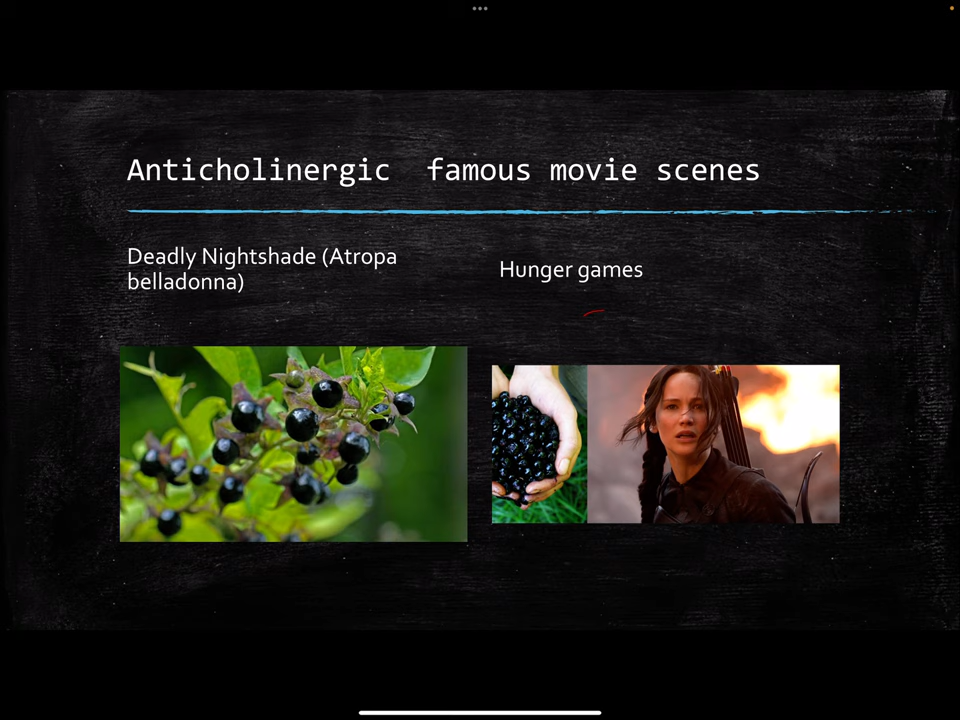 Anticholinergic  famous movie scenes
Deadly Nightshade (Atropa
belladonna)
Hunger games